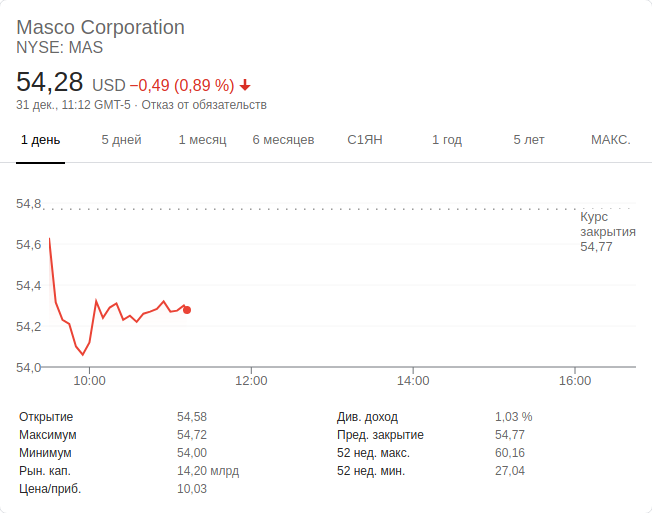 Masco Corporation
NYSE: MAS
54,28 USD −0,49 (0,89 %)
31 дек., 11:12 GMT-5 · Отказ от обязательств
1 день 5 дней 1 месяц 6 месяцев С1ЯН 1 год 5 лет МАКС.
54,8
Курс
закрытия
54,77
54,6
54,4
54,2
54,0
10:00 12:00 14:00 16:00
Открытие 54,58 Див. доход 1,03 %
Максимум 54,72 Пред. закрытие 54,77
Минимум 54,00 52 нед. макс. 60,16
Рын. кап. 14,20 млрд 52 нед. мин. 27,04
Цена/приб. 10,03